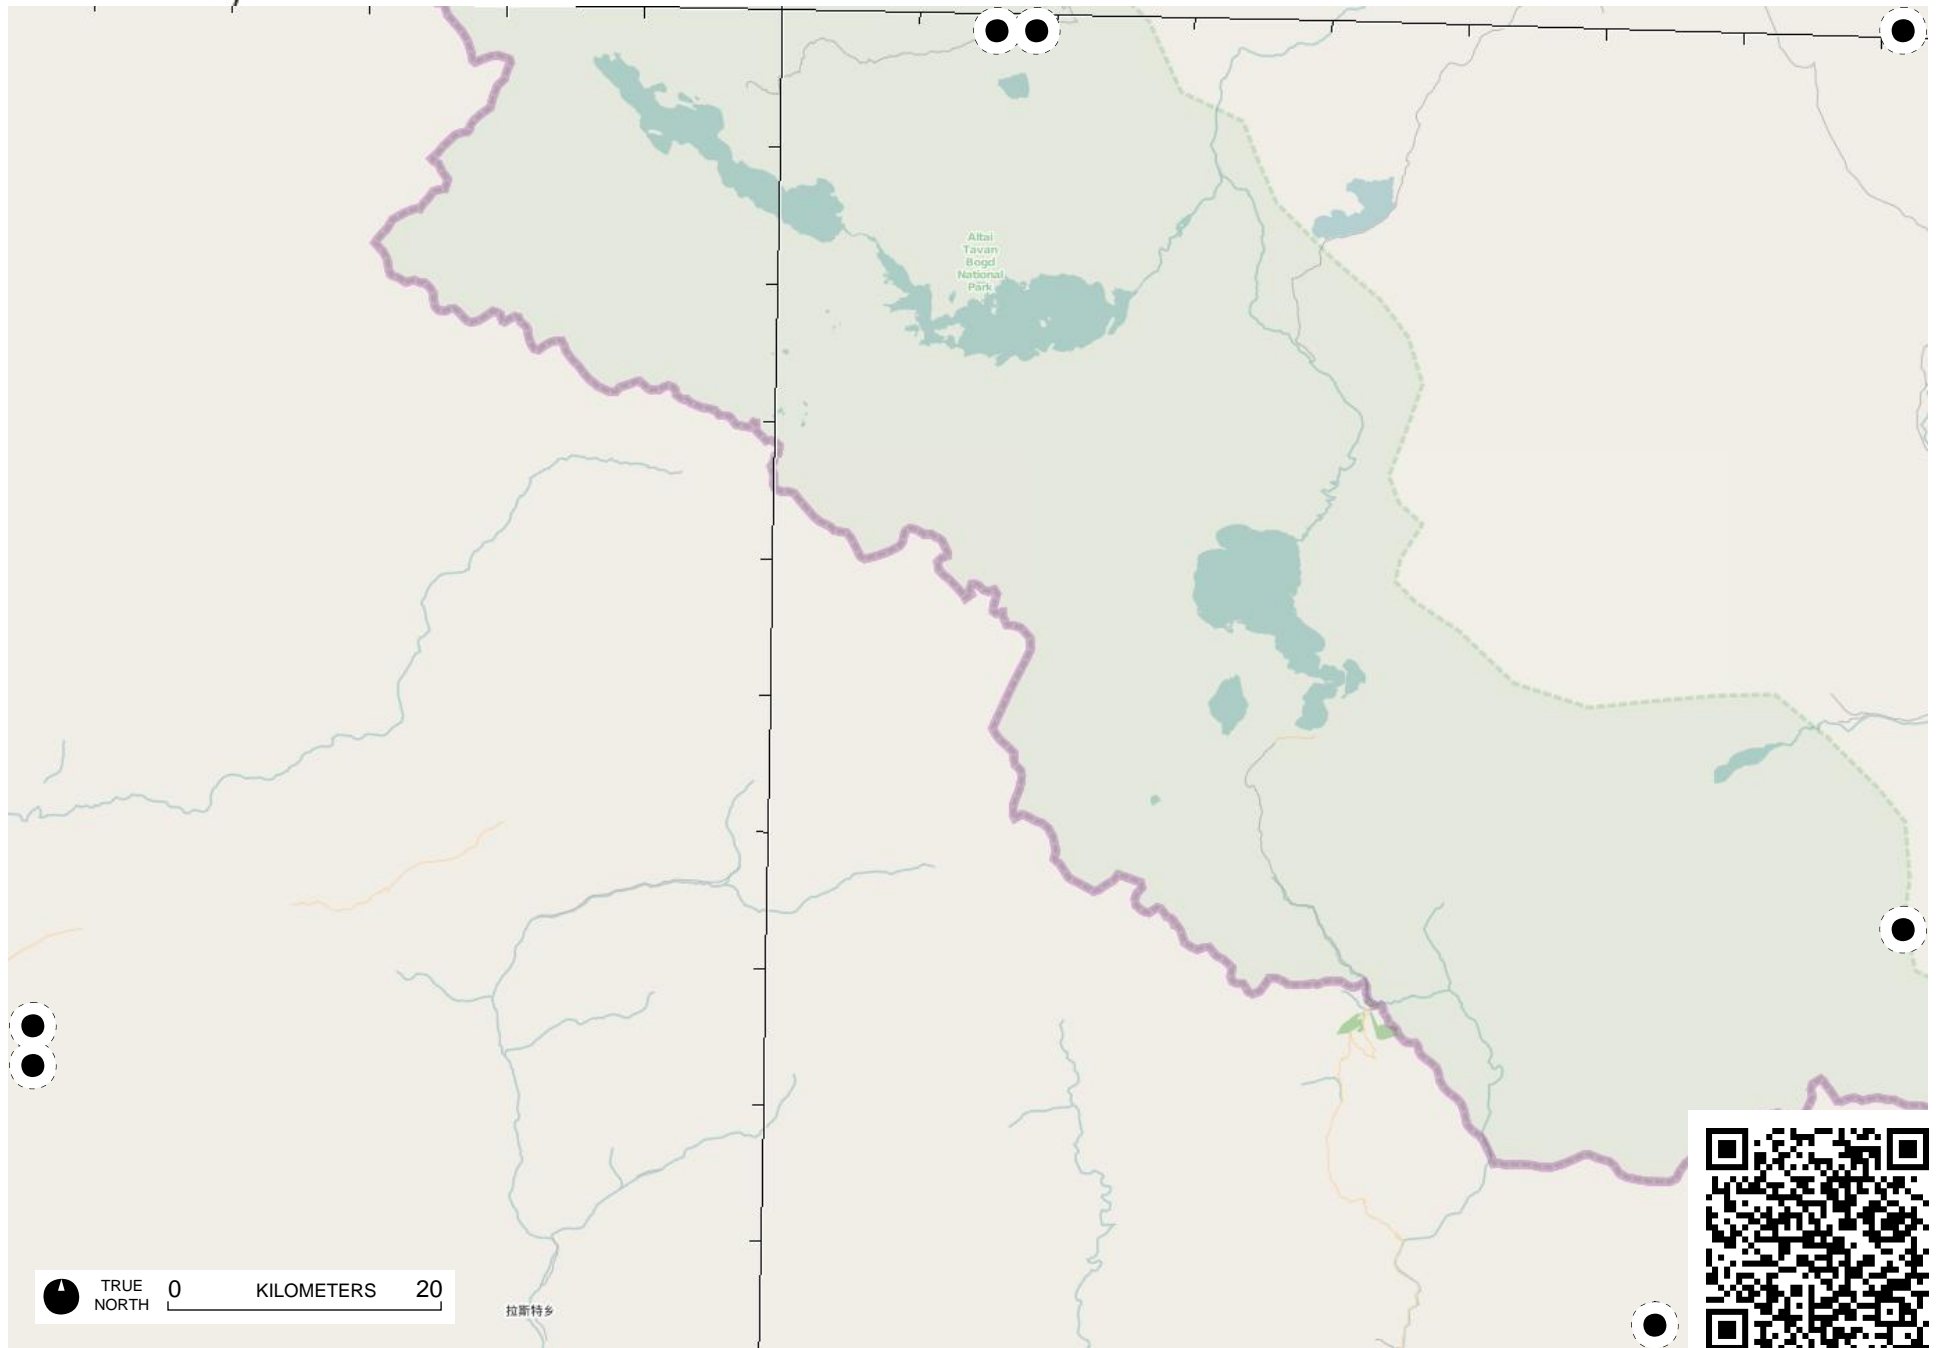 Altai
Tavan
Bogd
National
Park
TRUE
NORTH
0 KILOMETERS 20
拉斯特乡